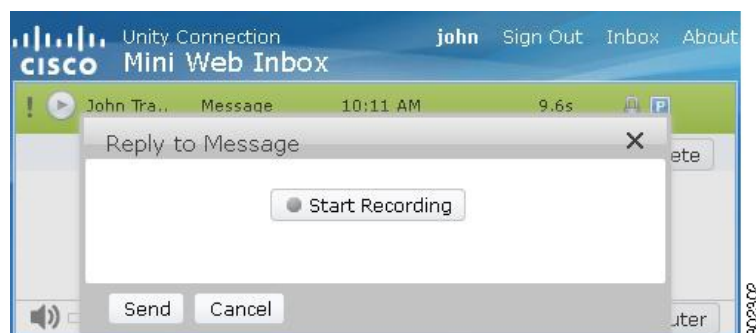 Unity Connection
john Sign Out Inbox About
CISCO Mini Web Inbox
! John Tra.. Message 10:11 AM 9.6s P
Reply to Message
ete
Start Recording
Send Cancel
uter